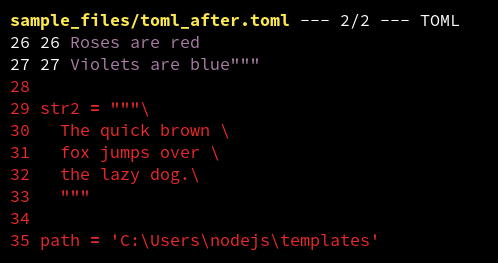 sample_files/toml_after.toml --- 2/2 --- TOML
26 26 Roses are red
27 27 Violets are blue"""
28
29 str2 = """\
30   The quick brown \
31   fox jumps over \
32   the lazy dog.\
33   """
34
35 path = 'C:\Users\nodejs\templates'